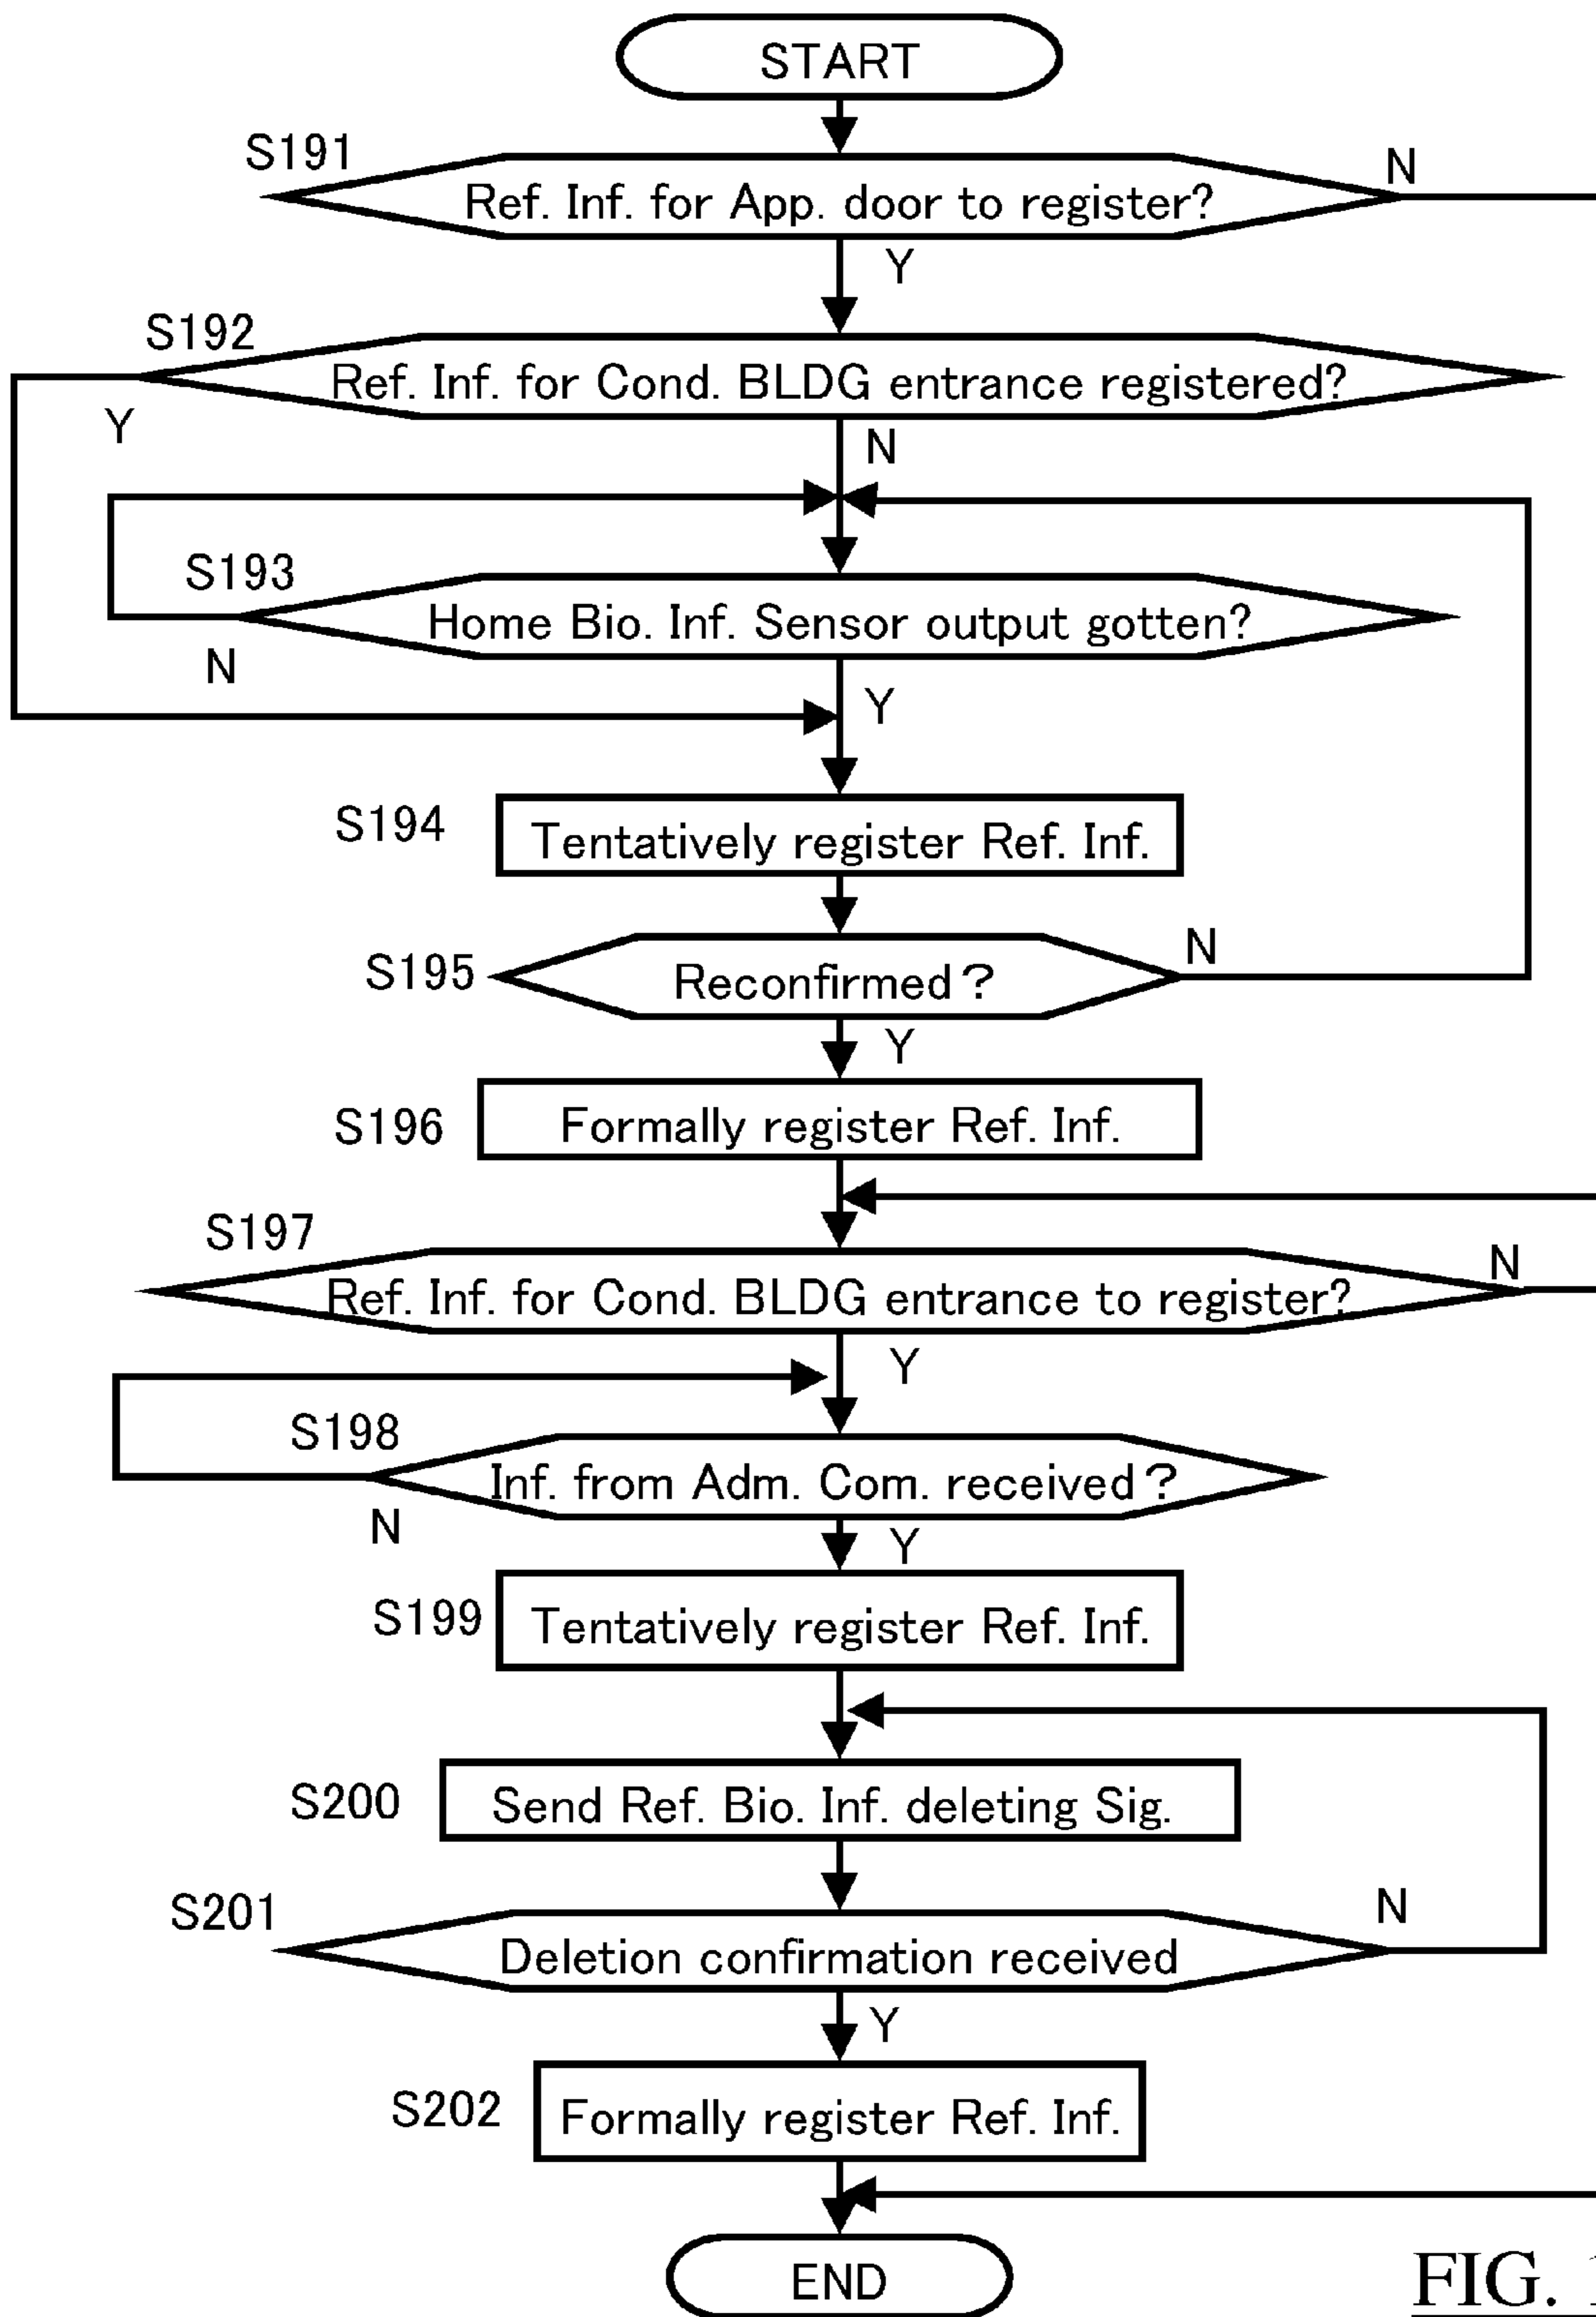 START
S191
N
Ref. Inf. for App. door to register?
Y
S192
Ref. Inf. for Cond. BLDG entrance registered?
Y
N
S193
Home Bio. Inf. Sensor output gotten?
N
Y
S194
Tentatively register Ref. Inf.
S195
N
Reconfirmed?
Y
S196
Formally register Ref. Inf.
S197
N
Ref. Inf. for Cond. BLDG entrance to register?
Y
S198
Inf. from Adm. Com. received?
N
Y
S199
Tentatively register Ref. Inf.
S200
Send Ref. Bio. Inf. deleting Sig.
S201
N
Deletion confirmation received
Y
S202
Formally register Ref. Inf.
END
FIG.